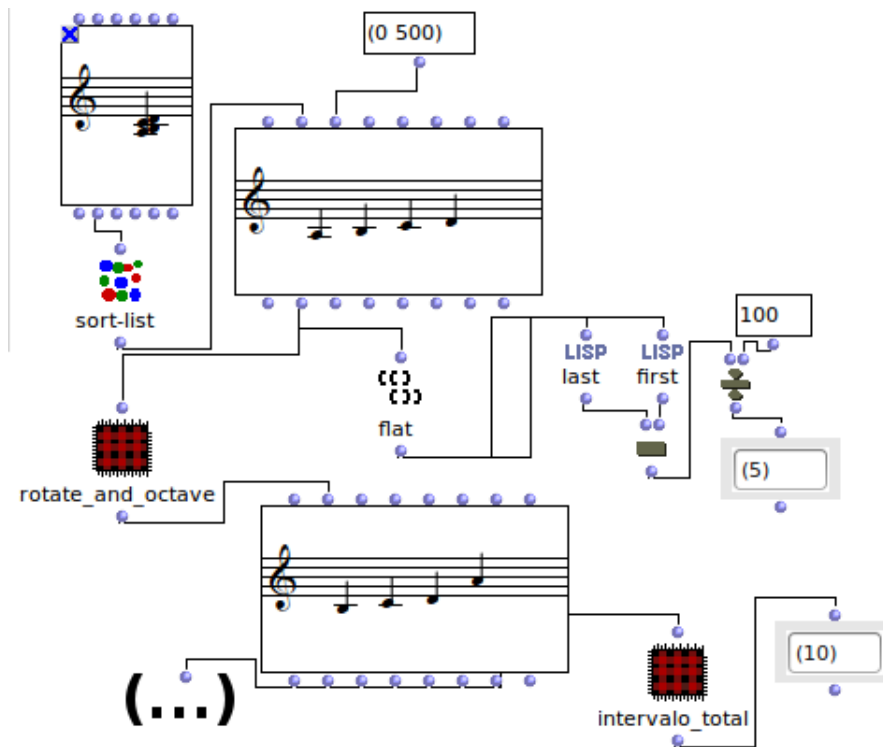 (0 500)
sort-list
100
LISP
LISP
last
first
flat
(5)
rotate_and_octave
(10)
(...)
intervalo_total